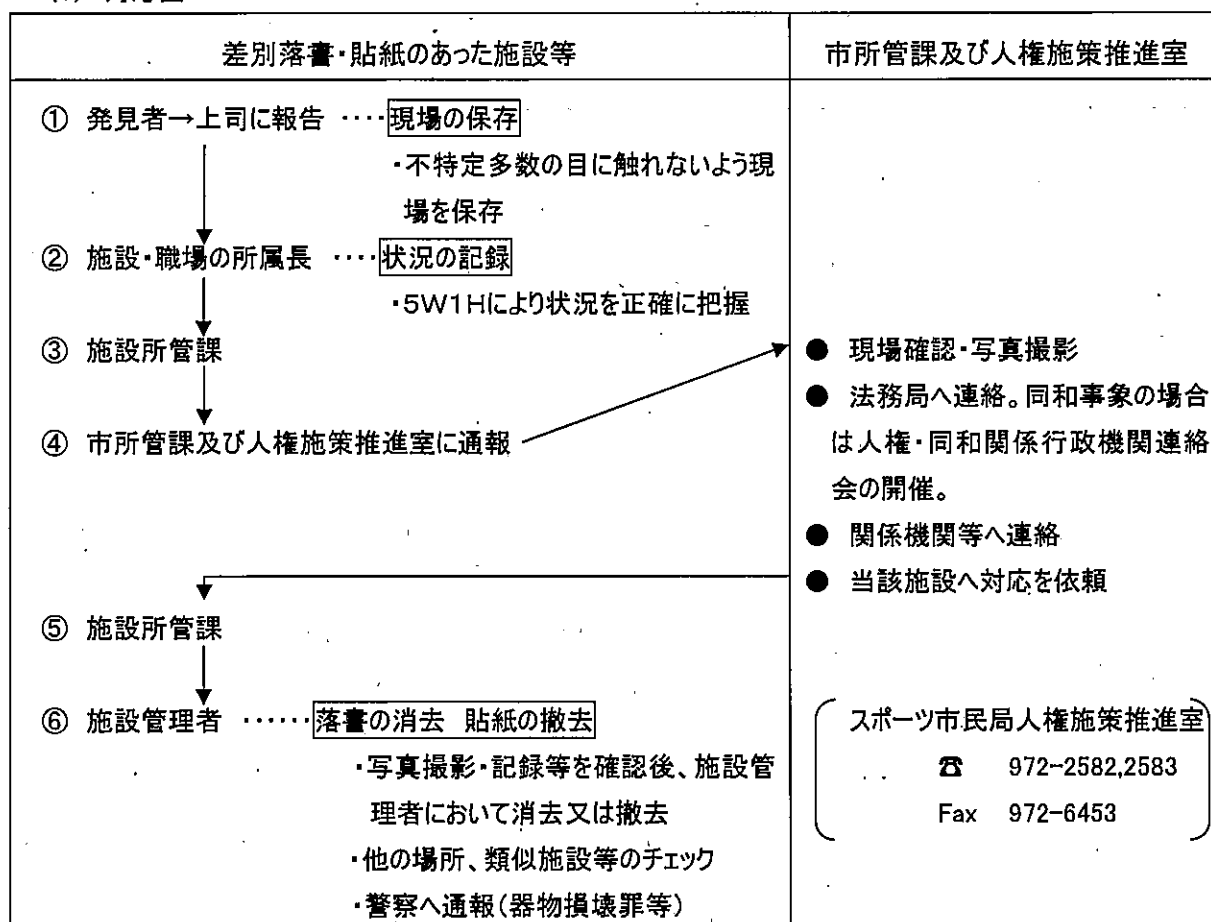 差別落書・貼紙のあった施設等
市所管課及び人権施策推進室
① 発見者→上司に報告 ････現場の保存
・不特定多数の目に触れないよう現
場を保存
② 施設・職場の所属長 ････状況の記録
・5W1Hにより状況を正確に把握
③ 施設所管課
④ 市所管課及び人権施策推進室に通報
● 現場確認・写真撮影
● 法務局へ連絡。同和事象の場合
は人権・同和関係行政機関連絡
会の開催。
● 関係機関等へ連絡
● 当該施設へ対応を依頼
⑤ 施設所管課
⑥ 施設管理者 ･･････落書の消去 貼紙の撤去
・写真撮影・記録等を確認後、施設管
理者において消去又は撤去
・他の場所、類似施設等のチェック
・警察へ通報(器物損壊罪等)
スポーツ市民局人権施策推進室
☎ 972-2582,2583
Fax 972-6453